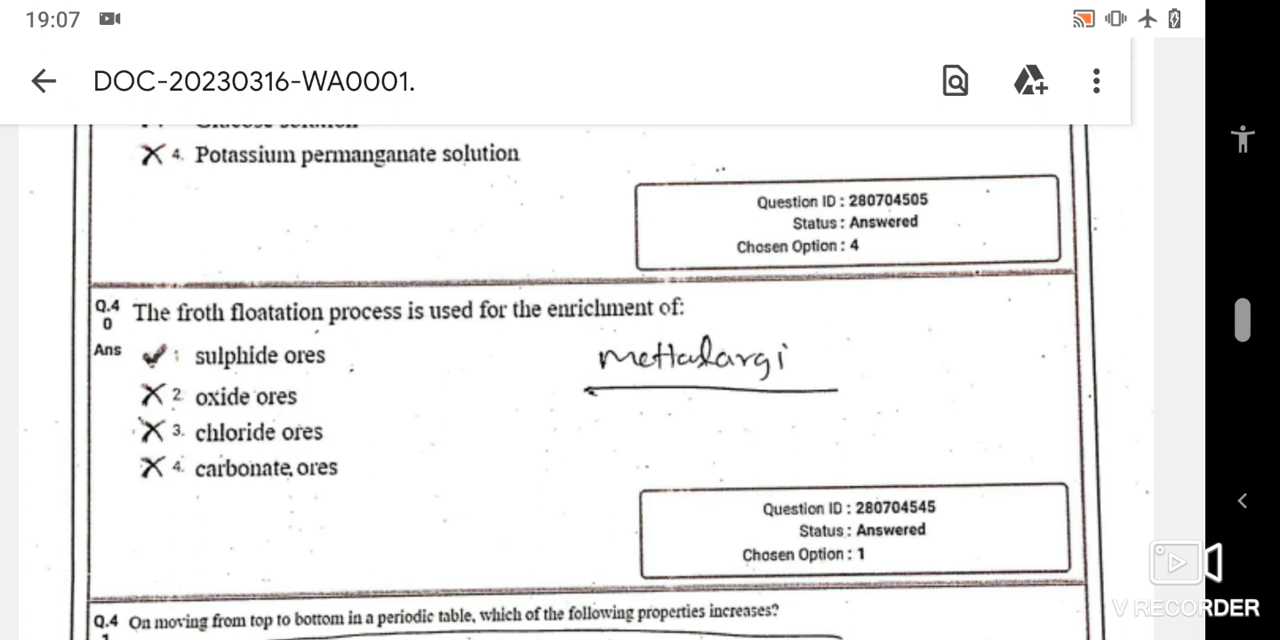 19:07
DOC-20230316-WA0001.
4. Potassium permanganate solution
Question ID : 280704505
Status : Answered
Chosen Option : 4
Q.4 The froth floatation process is used for the enrichment of:
0
Ans 1 sulphide ores
mettalargi
2 oxide ores
3. chloride ores
4. carbonate ores
Question ID : 280704545
Status : Answered
Chosen Option : 1
Q.4 On moving from top to bottom in a periodic table, which of the following properties increases?
V RECORDER